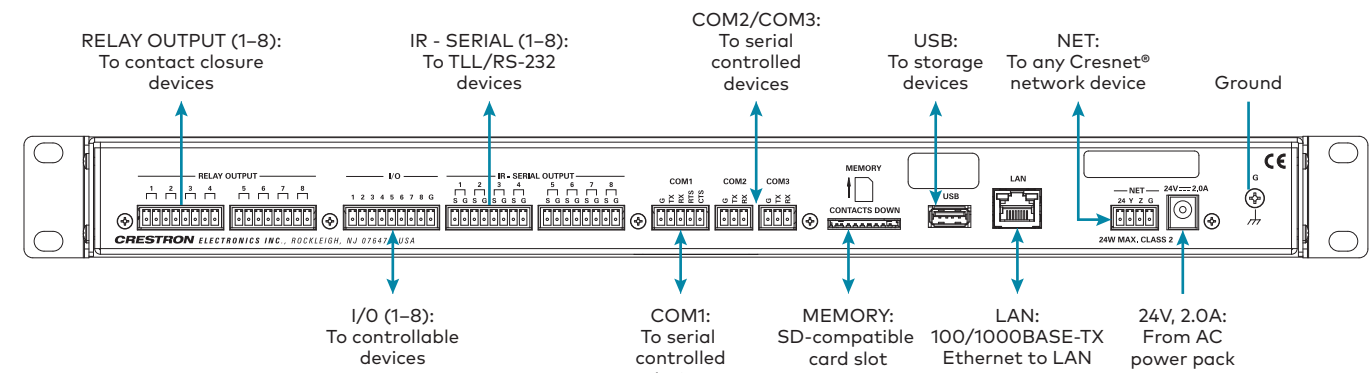 RELAY OUTPUT (1–8):
To contact closure
devices
IR - SERIAL (1–8):
To TLL/RS-232
devices
COM2/COM3:
To serial
controlled
devices
USB:
To storage
devices
NET:
To any Cresnet®
network device
Ground
RELAY OUTPUT
1 2 3 4 5 6 7 8
I/O
1 2 3 4 5 6 7 8 G
IR - SERIAL OUTPUT
1 2 3 4 5 6 7 8
S G S G S G S G S G S G S G S G
COM1
G TX RX RTS CTS
COM2
G TX RX
COM3
G TX RX
MEMORY
CONTACTS DOWN
USB
LAN
NET
24 Y Z G
24V 2.0A
24W MAX. CLASS 2
CE
G
CRESTRON ELECTRONICS INC., ROCKLEIGH, NJ 07647 USA
I/O (1–8):
To controllable
devices
COM1:
To serial
controlled
MEMORY:
SD-compatible
card slot
LAN:
100/1000BASE-TX
Ethernet to LAN
24V, 2.0A:
From AC
power pack